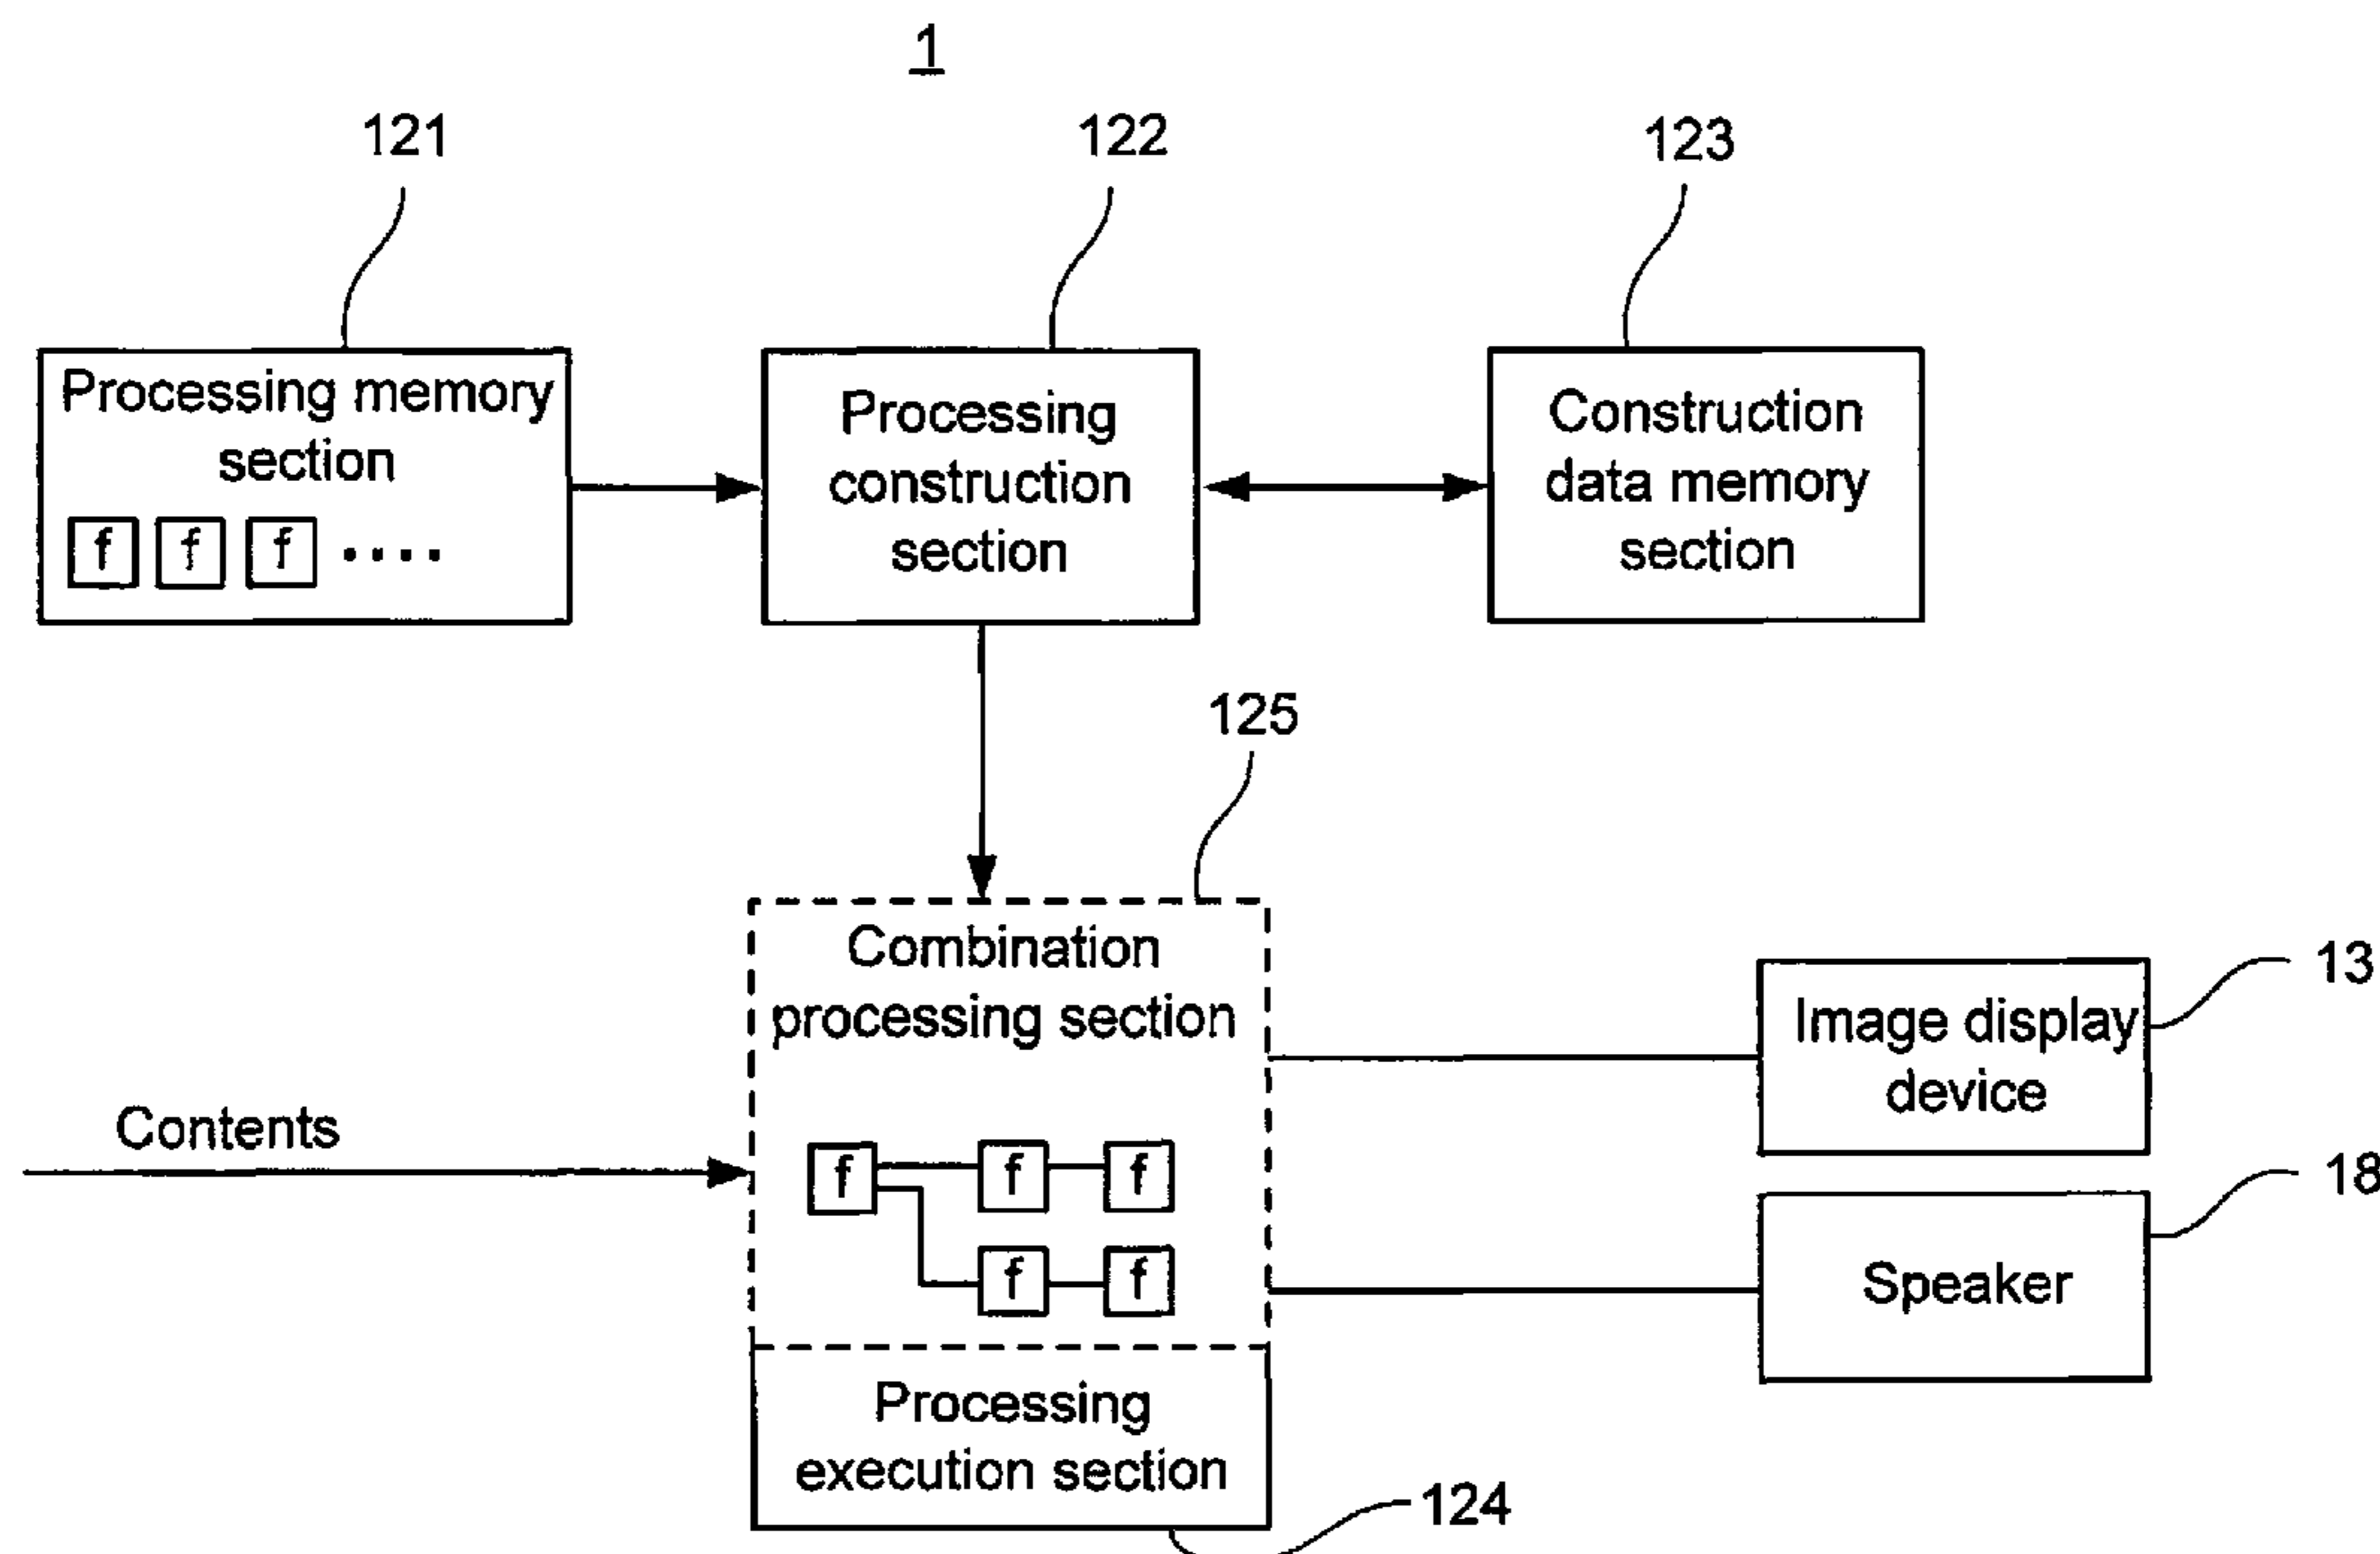 1
121
122
123
Processing memory
section
f f f ....
Processing
construction
section
Construction
data memory
section
125
Combination
processing section
Contents
f f f
f f
Image display
device
13
Speaker
18
Processing
execution section
124